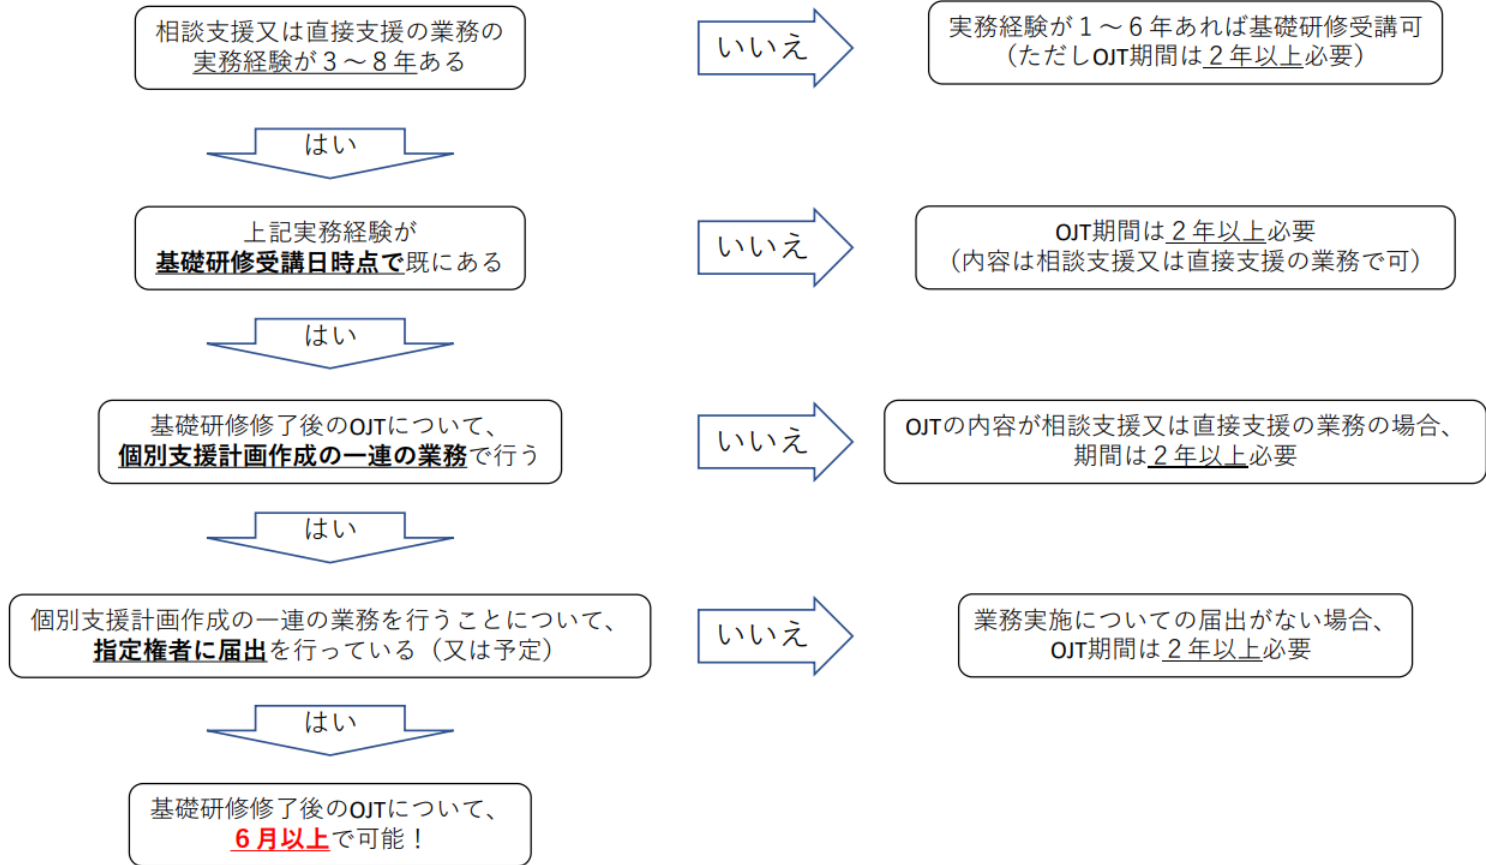 相談支援又は直接支援の業務の
実務経験が３～８年ある
いいえ
実務経験が１～６年あれば基礎研修受講可
（ただしOJT期間は２年以上必要）
はい
上記実務経験が
基礎研修受講日時点で既にある
いいえ
OJT期間は２年以上必要
（内容は相談支援又は直接支援の業務で可）
はい
基礎研修修了後のOJTについて、
個別支援計画作成の一連の業務で行う
いいえ
OJTの内容が相談支援又は直接支援の業務の場合、
期間は２年以上必要
はい
個別支援計画作成の一連の業務を行うことについて、
指定権者に届出を行っている（又は予定）
いいえ
業務実施についての届出がない場合、
OJT期間は２年以上必要
はい
基礎研修修了後のOJTについて、
６月以上で可能！